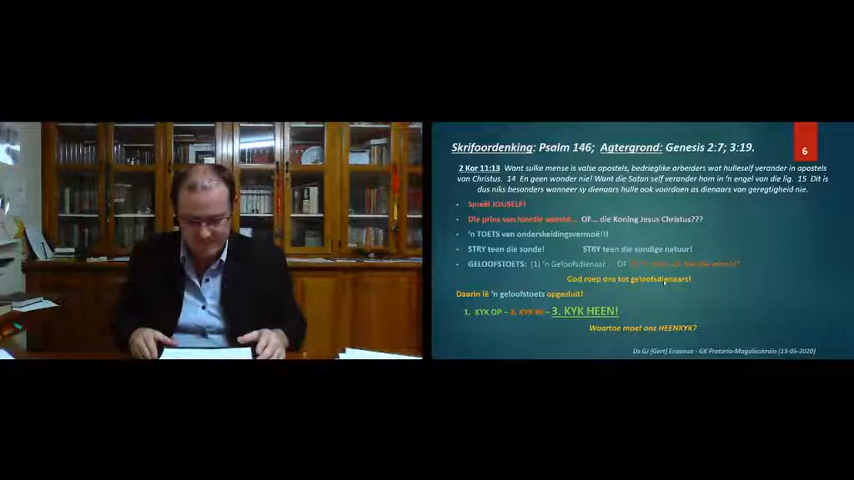 Skrifoordenking: Psalm 146; Agtergrond: Genesis 2:7; 3:19.
6
2 Kor 11:13 Want sulke mense is valse apostels, bedrieglike arbeiders wat hulleself verander in apostels
van Christus. 14 En geen wonder nie! Want die Satan self verander hom in 'n engel van die lig. 15 Dit is
dus niks besonders wanneer sy dienaars hulle ook voordoen as dienaars van geregtigheid nie.
- Spieël JOUSELF!
- Die prins van hierdie wêreld... OF... die Koning Jesus Christus???
- 'n TOETS van onderskeidingsvermoë!!!
- STRY teen die sonde! STRY teen die sondige natuur!
- GELOOFSTOETS: (1) 'n Geloofsdienaar... OF
God roep ons tot geloofsdienaars!
Daarin lê 'n geloofstoets opgesluit!
1. KYK OP – 2. KYK IN – 3. KYK HEEN!
Waartoe moet ons HEENKYK?
Ds GJ (Gert) Erasmus - GK Pretoria-Magalieskruin (13-05-2020)